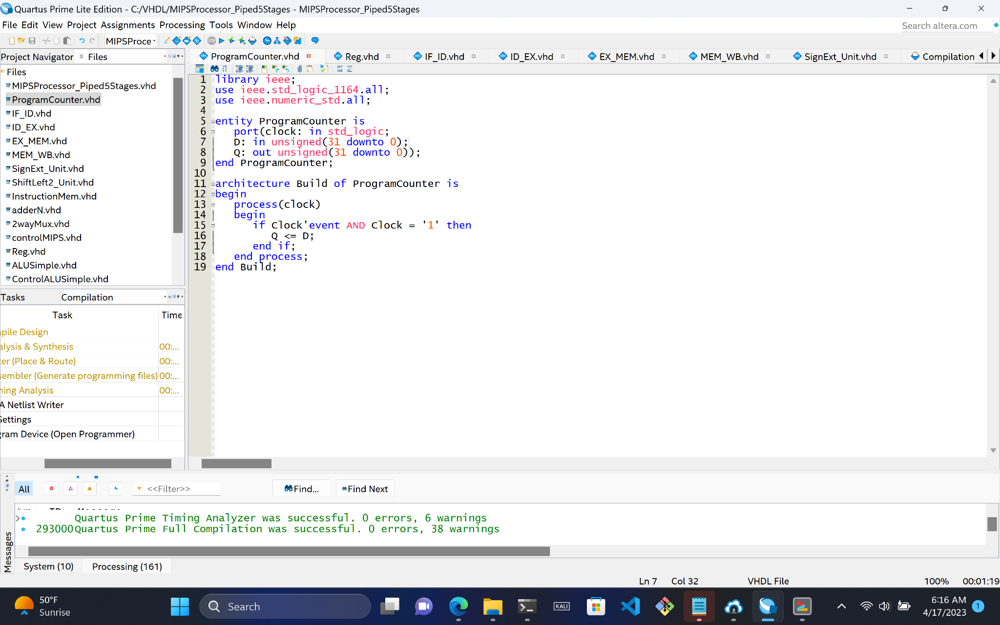 Quartus Prime Lite Edition - C:/VHDL/MIPSProcessor_Piped5Stages - MIPSProcessor_Piped5Stages
File Edit View Project Assignments Processing Tools Window Help
Search altera.com
STOP
MIPSProce
Project Navigator Files
ProgramCounter.vhd Reg.vhd IF_ID.vhd ID_EX.vhd EX_MEM.vhd MEM_WB.vhd SignExt_Unit.vhd Compilation
267
268
Files
MIPSProcessor_Piped5Stages.vhd
ProgramCounter.vhd
IF_ID.vhd
ID_EX.vhd
EX_MEM.vhd
MEM_WB.vhd
SignExt_Unit.vhd
ShiftLeft2_Unit.vhd
InstructionMem.vhd
adderN.vhd
2wayMux.vhd
controlMIPS.vhd
Reg.vhd
ALUSimple.vhd
ControlALUSimple.vhd
1 library ieee;
2 use ieee.std_logic_1164.all;
3 use ieee.numeric_std.all;
4
5 entity ProgramCounter is
6 port(clock: in std_logic;
7 D: in unsigned(31 downto 0);
8 Q: out unsigned(31 downto 0));
9 end ProgramCounter;
10
11 architecture Build of ProgramCounter is
12 begin
13 process(clock)
14 begin
15 if Clock'event AND Clock = '1' then
16 Q <= D;
17 end if;
18 end process;
19 end Build;
Tasks Compilation
Task Time
pile Design
alysis & Synthesis 00:...
ter (Place & Route) 00:...
sembler (Generate programming files) 00:...
ning Analysis 00:...
A Netlist Writer
Settings
gram Device (Open Programmer)
All <<Filter>> Find... Find Next
Quartus Prime Timing Analyzer was successful. 0 errors, 6 warnings
293000 Quartus Prime Full Compilation was successful. 0 errors, 38 warnings
Messages
System (10) Processing (161)
Ln 7 Col 32 VHDL File 100% 00:01:19
50°F
Sunrise
Search
KALI
6:16 AM
4/17/2023
1